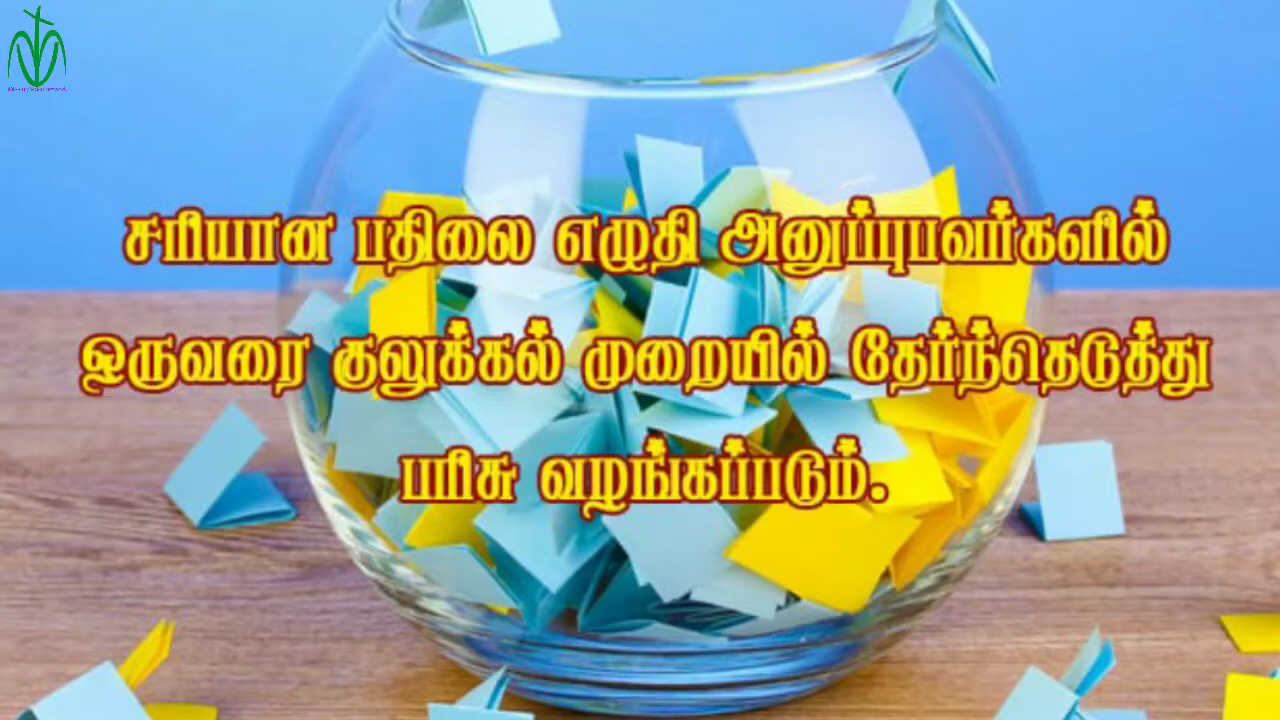 சரியான பதிலை எழுதி அனுப்புபவர்களில்
ஒருவரை குலுக்கல் முறையில் தேர்ந்தெடுத்து
பரிசு வழங்கப்படும்.